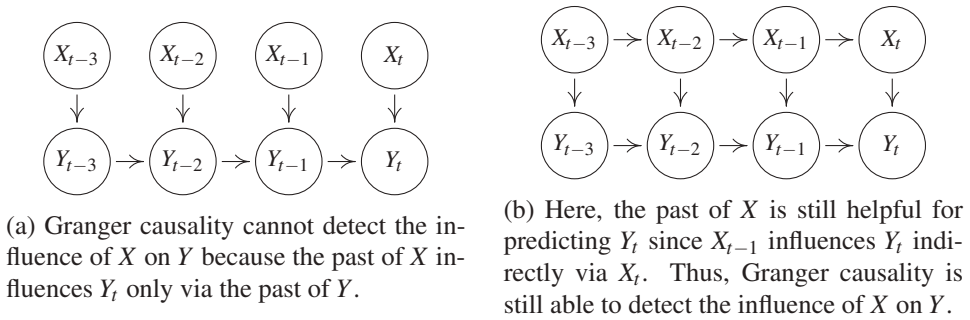 X_{t−3} X_{t−2} X_{t−1} X_t
Y_{t−3} Y_{t−2} Y_{t−1} Y_t
(a) Granger causality cannot detect the in-
fluence of X on Y because the past of X in-
fluences Y_t only via the past of Y.
X_{t−3} X_{t−2} X_{t−1} X_t
Y_{t−3} Y_{t−2} Y_{t−1} Y_t
(b) Here, the past of X is still helpful for
predicting Y_t since X_{t−1} influences Y_t indi-
rectly via X_t. Thus, Granger causality is
still able to detect the influence of X on Y.